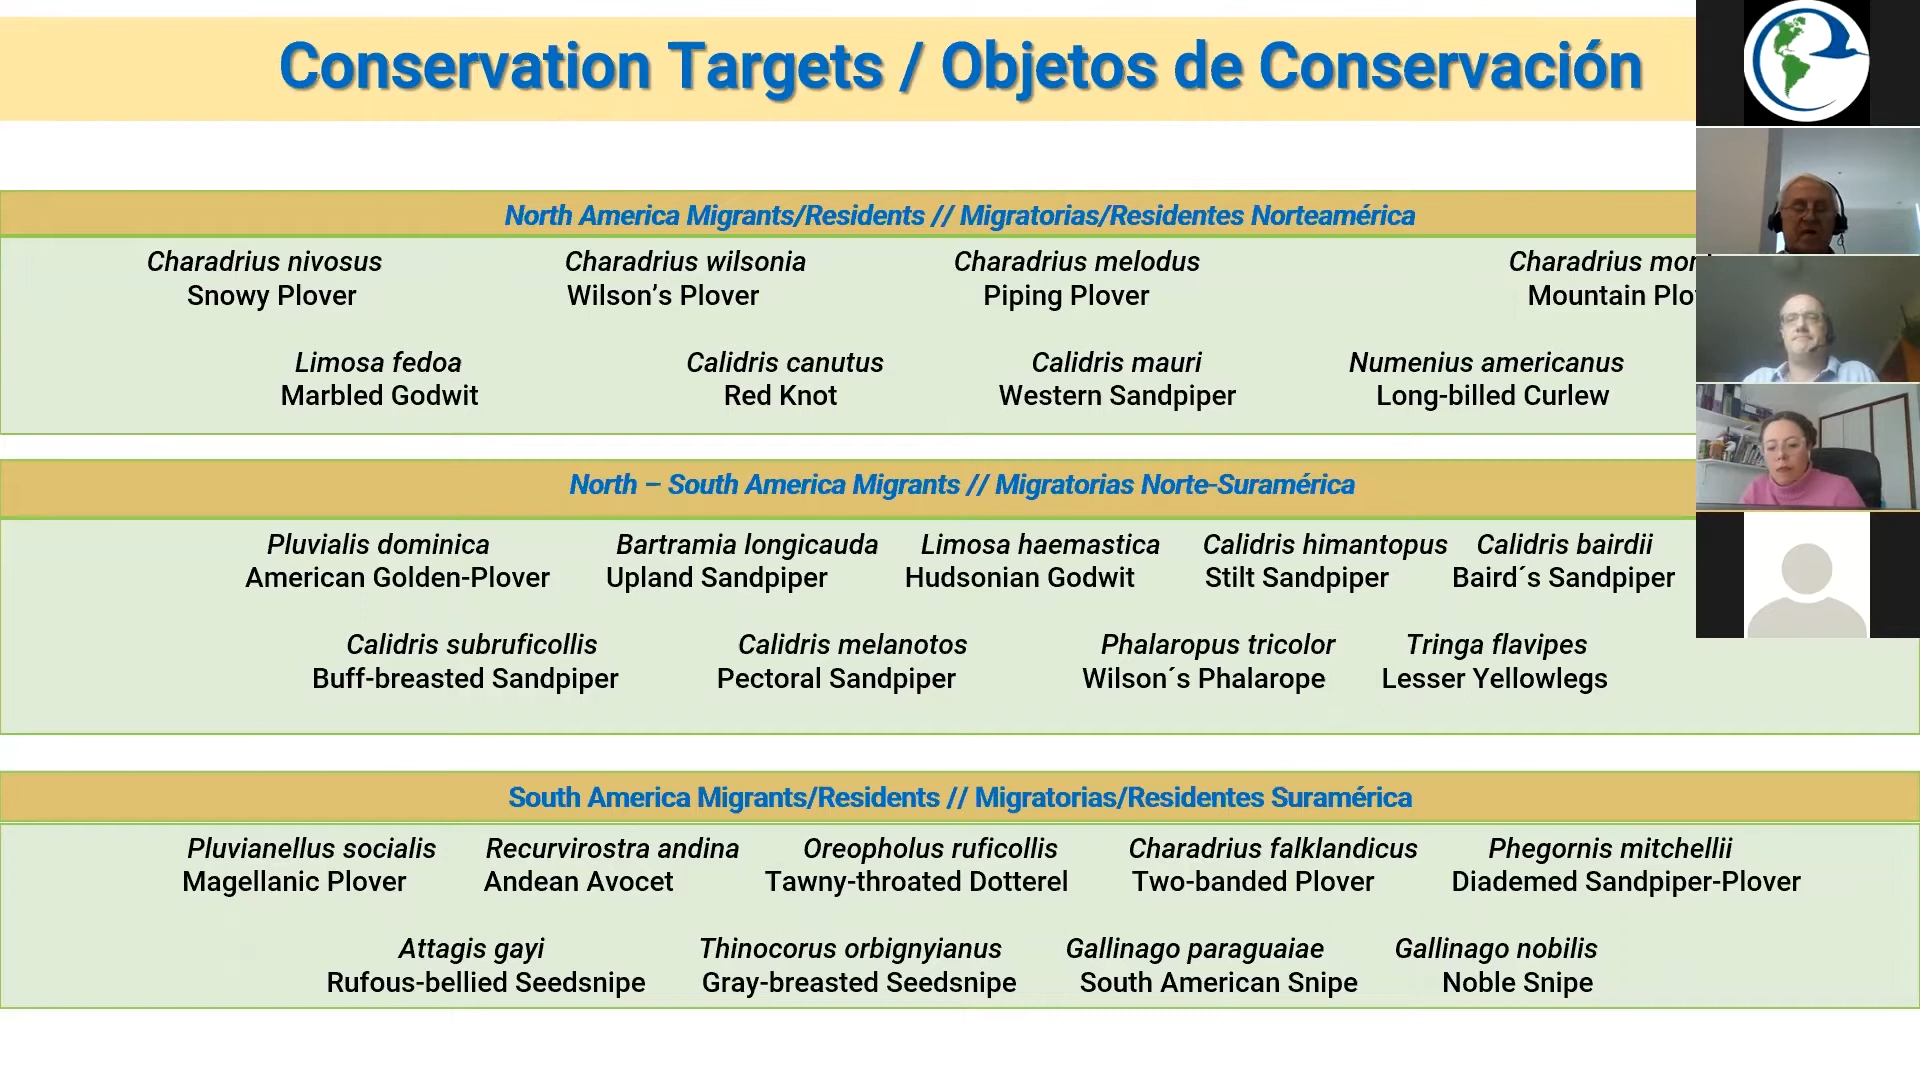 Conservation Targets / Objetos de Conservación
North America Migrants/Residents // Migratorias/Residentes Norteamérica
Charadrius nivosus Charadrius wilsonia Charadrius melodus Charadrius
Snowy Plover Wilson’s Plover Piping Plover Mountain
Limosa fedoa Calidris canutus Calidris mauri Numenius americanus
Marbled Godwit Red Knot Western Sandpiper Long-billed Curlew
North – South America Migrants // Migratorias Norte-Suramérica
Pluvialis dominica Bartramia longicauda Limosa haemastica Calidris himantopus Calidris bairdii
American Golden-Plover Upland Sandpiper Hudsonian Godwit Stilt Sandpiper Baird´s Sandpiper
Calidris subruficollis Calidris melanotos Phalaropus tricolor Tringa flavipes
Buff-breasted Sandpiper Pectoral Sandpiper Wilson´s Phalarope Lesser Yellowlegs
South America Migrants/Residents // Migratorias/Residentes Suramérica
Pluvianellus socialis Recurvirostra andina Oreopholus ruficollis Charadrius falklandicus Phegornis mitchellii
Magellanic Plover Andean Avocet Tawny-throated Dotterel Two-banded Plover Diademed Sandpiper-Plover
Attagis gayi Thinocorus orbignyianus Gallinago paraguaiae Gallinago nobilis
Rufous-bellied Seedsnipe Gray-breasted Seedsnipe South American Snipe Noble Snipe